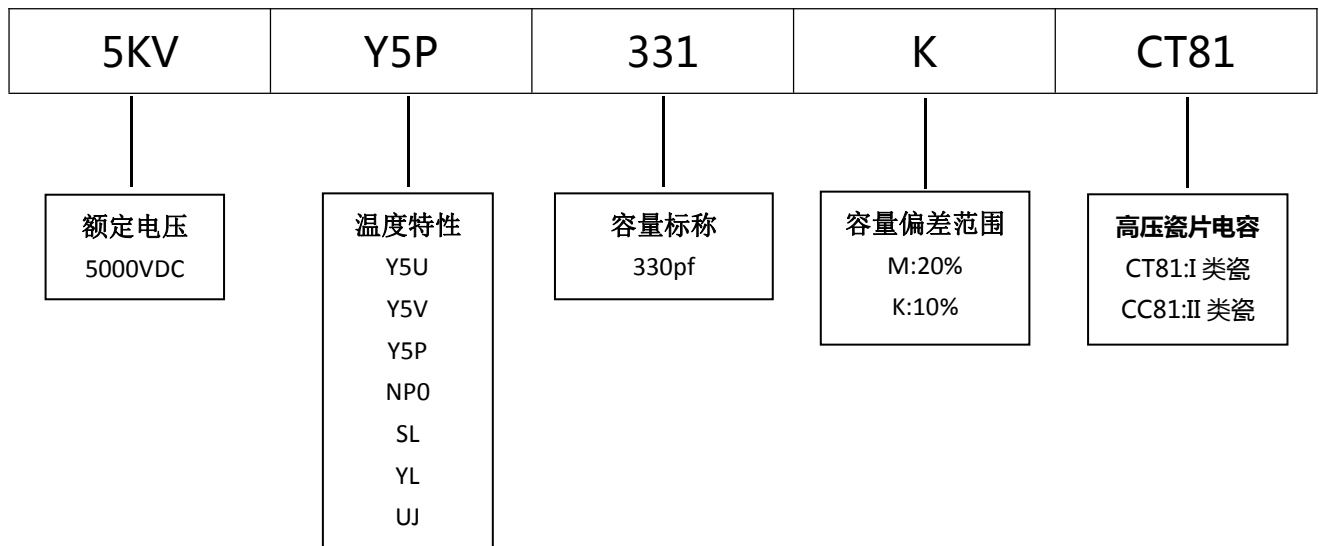 5KV Y5P 331 K CT81
额定电压
5000VDC
温度特性
Y5U
Y5V
Y5P
NP0
SL
YL
UJ
容量标称
330pf
容量偏差范围
M:20%
K:10%
高压瓷片电容
CT81:I 类瓷
CC81:II 类瓷